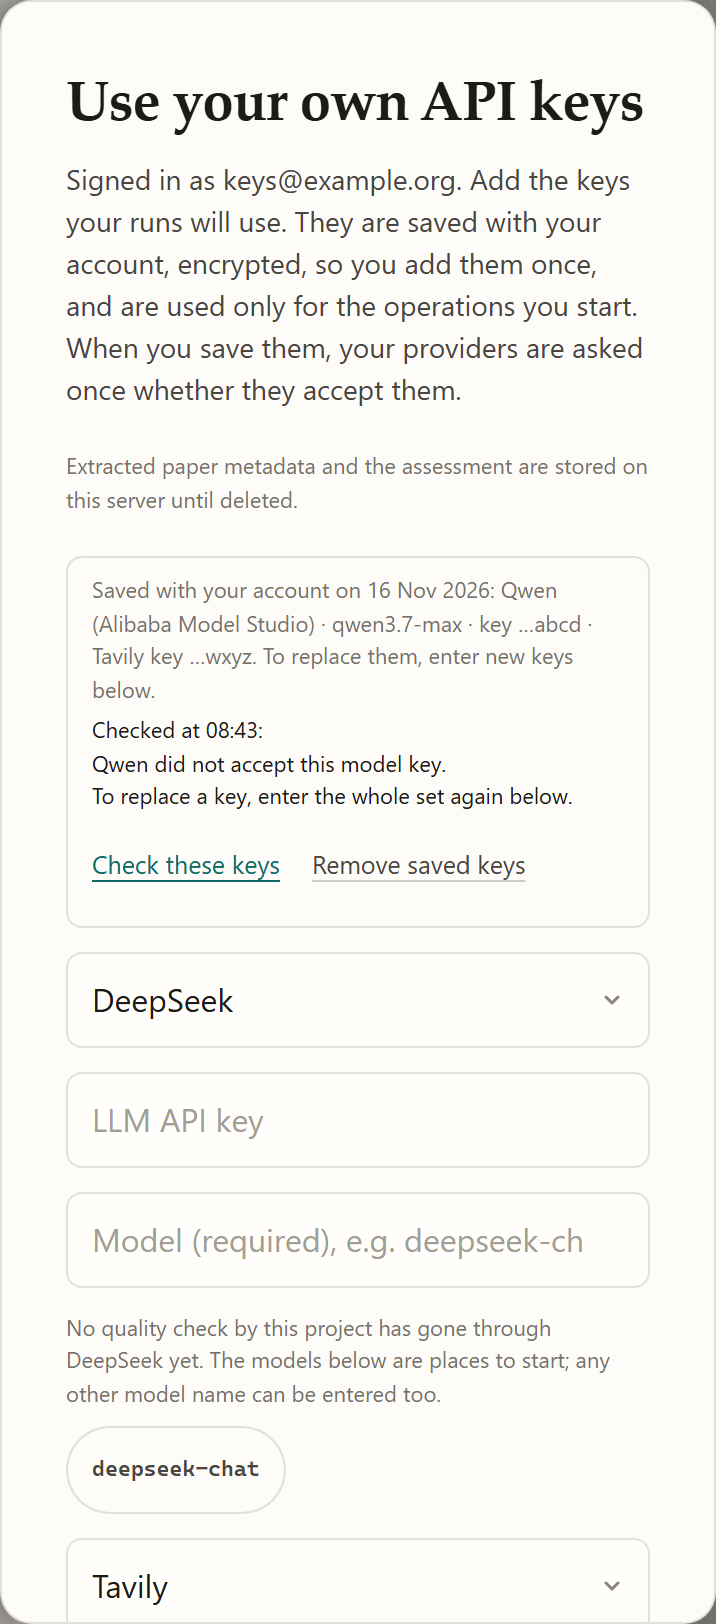 Use your own API keys
Signed in as keys@example.org. Add the keys
your runs will use. They are saved with your
account, encrypted, so you add them once,
and are used only for the operations you start.
When you save them, your providers are asked
once whether they accept them.
Extracted paper metadata and the assessment are stored on
this server until deleted.
Saved with your account on 16 Nov 2026: Qwen
(Alibaba Model Studio) · qwen3.7-max · key …abcd ·
Tavily key …wxyz. To replace them, enter new keys
below.
Checked at 08:43:
Qwen did not accept this model key.
To replace a key, enter the whole set again below.
Check these keys Remove saved keys
DeepSeek
LLM API key
Model (required), e.g. deepseek-ch
No quality check by this project has gone through
DeepSeek yet. The models below are places to start; any
other model name can be entered too.
deepseek-chat
Tavily